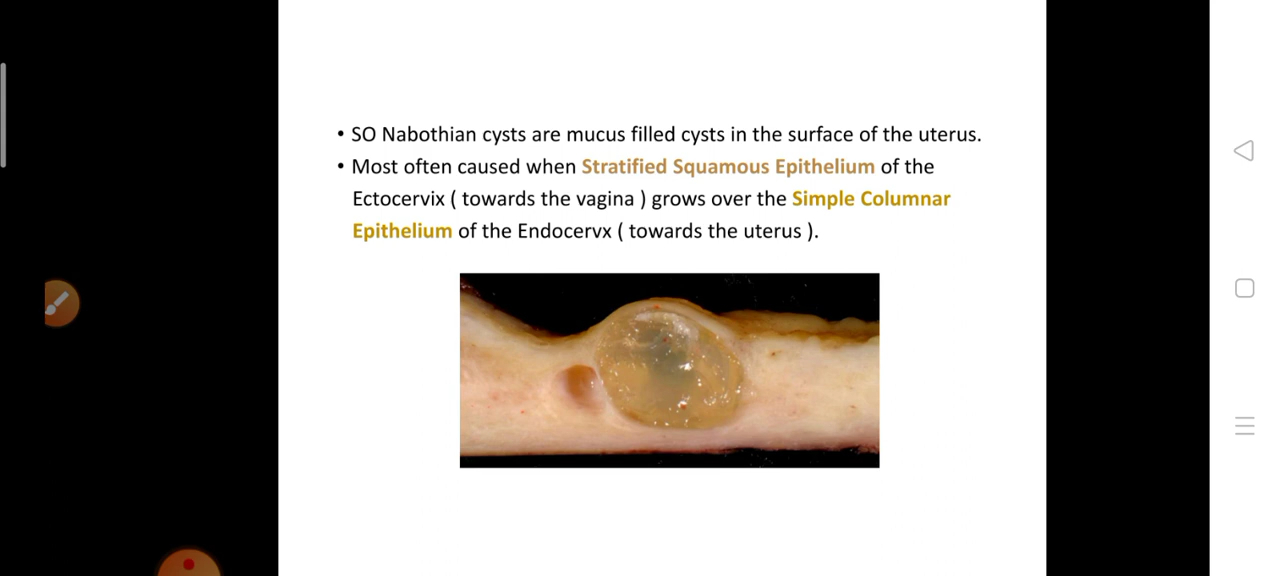 • SO Nabothian cysts are mucus filled cysts in the surface of the uterus.
• Most often caused when Stratified Squamous Epithelium of the
Ectocervix ( towards the vagina ) grows over the Simple Columnar
Epithelium of the Endocervx ( towards the uterus ).